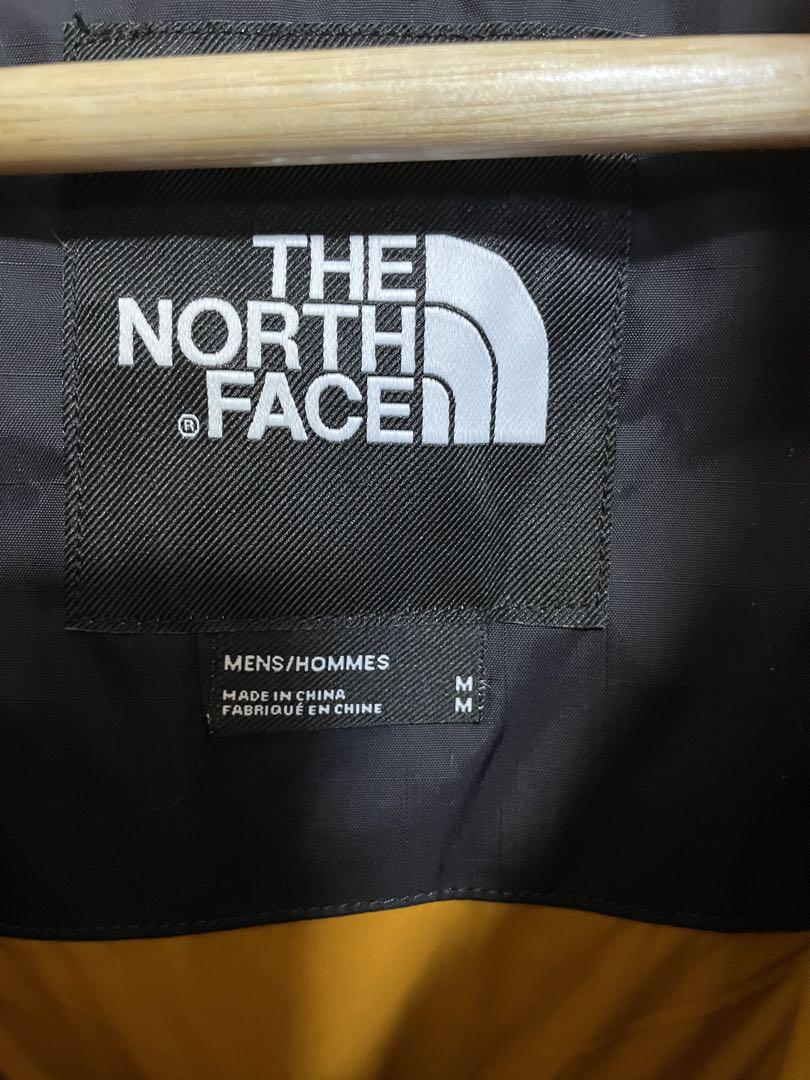 THE
NORTH
® FACE
MENS/HOMMES
M
MADE IN CHINA
FABRIQUÉ EN CHINE M